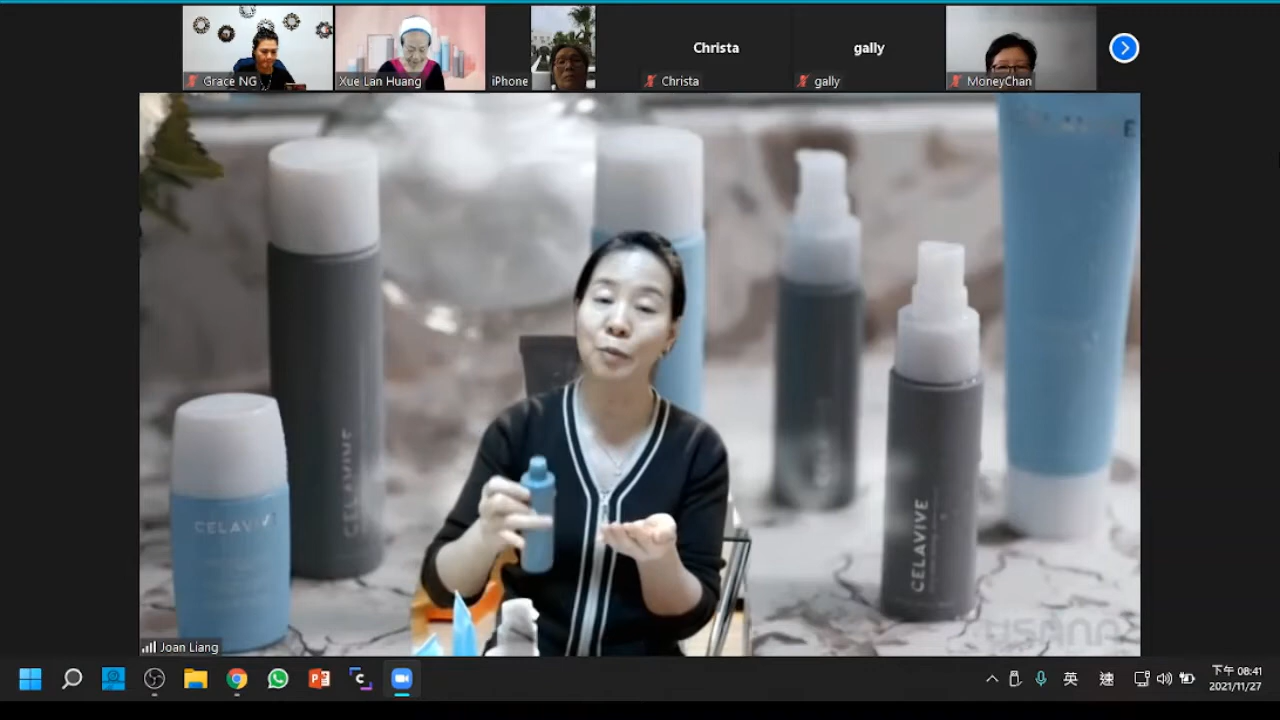 Christa
gally
Grace NG
Xue Lan Huang
iPhone
Christa
gally
MoneyChan
CELAVIVE
CELAVIVE
CELAVIVE
USANA
Joan Liang
英
速
下午 08:41
2021/11/27